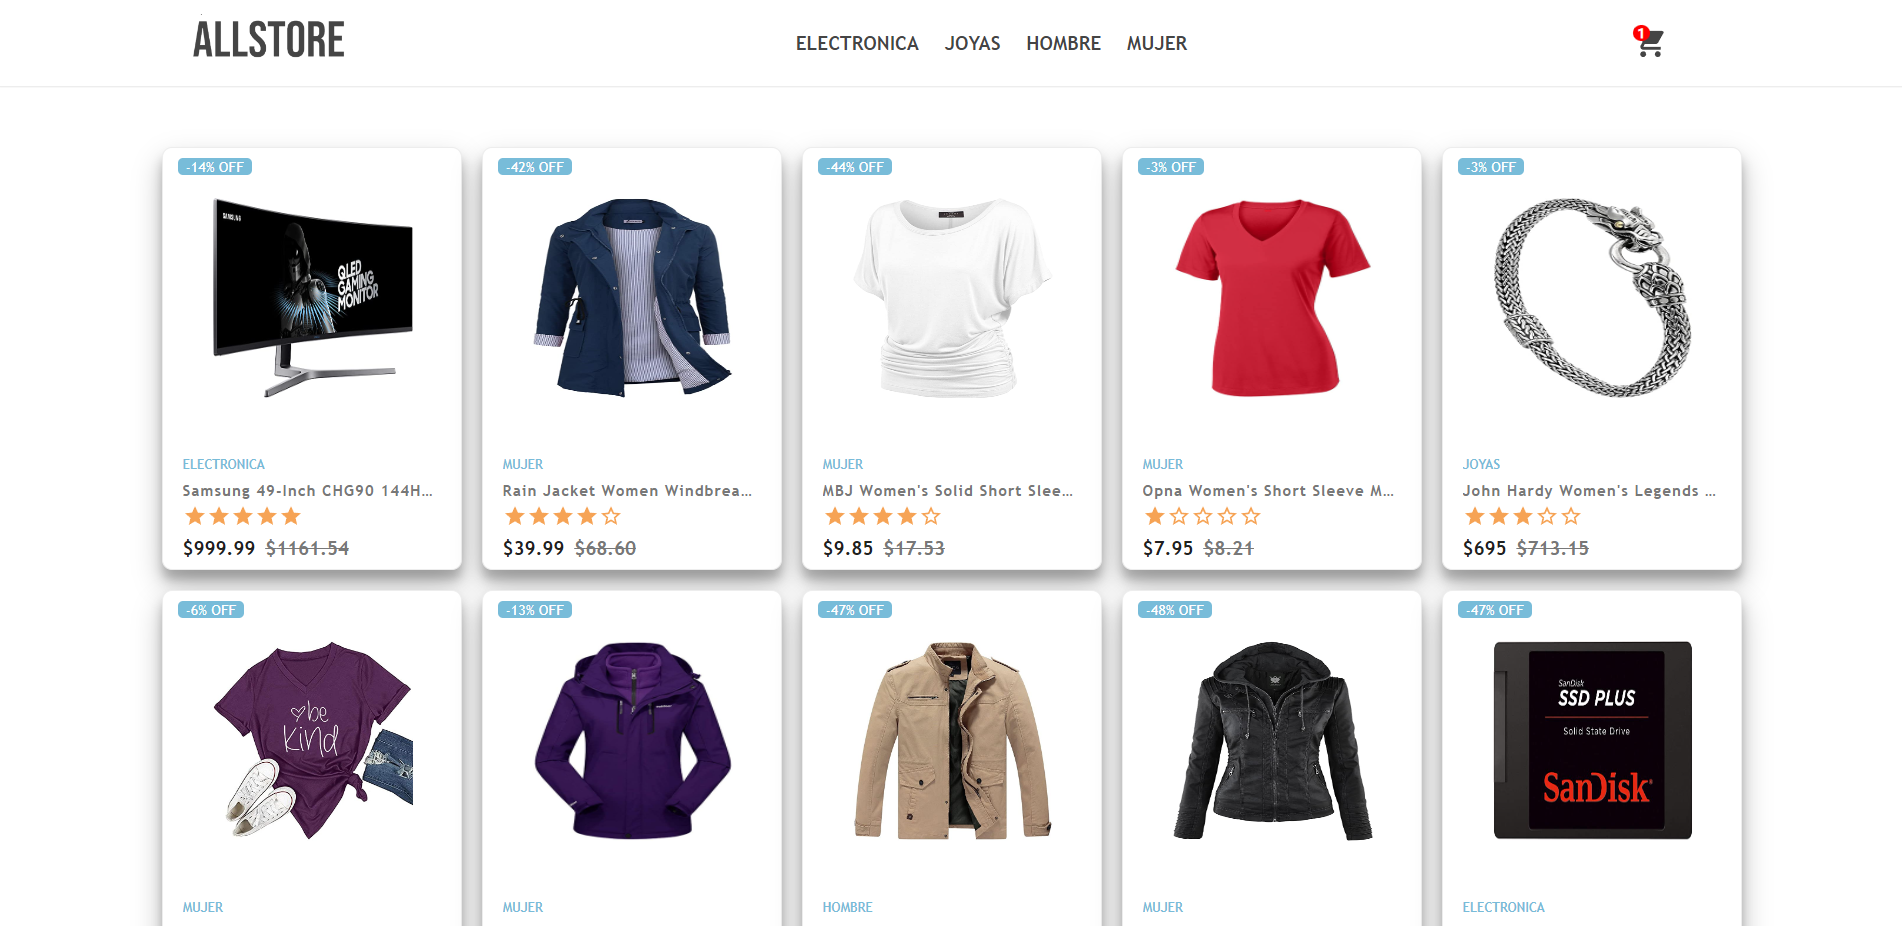 ALLSTORE
ELECTRONICA JOYAS HOMBRE MUJER
1
-14% OFF
-42% OFF
-44% OFF
-3% OFF
-3% OFF
SAMSUNG
QLED
GAMING
MONITOR
ELECTRONICA
Samsung 49-Inch CHG90 144H...
$999.99 $1161.54
MUJER
Rain Jacket Women Windbrea...
$39.99 $68.60
MUJER
MBJ Women's Solid Short Slee...
$9.85 $17.53
MUJER
Opna Women's Short Sleeve M...
$7.95 $8.21
JOYAS
John Hardy Women's Legends ...
$695 $713.15
-6% OFF
-13% OFF
-47% OFF
-48% OFF
-47% OFF
be
kind
SanDisk
SSD PLUS
Solid State Drive
SanDisk
MUJER
MUJER
HOMBRE
MUJER
ELECTRONICA